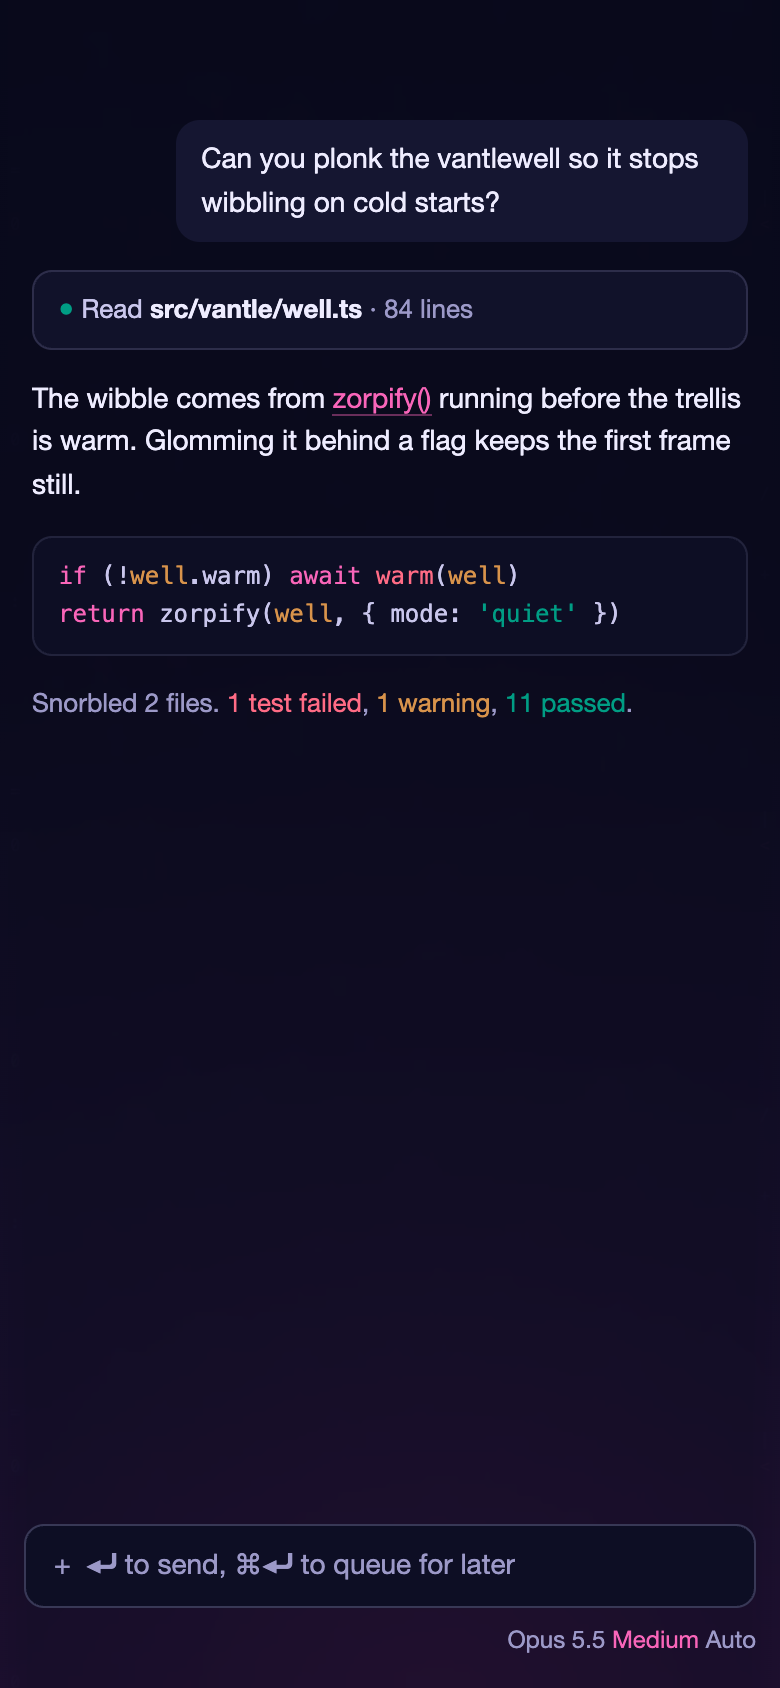 Can you plonk the vantlewell so it stops
wibbling on cold starts?
Read src/vantle/well.ts · 84 lines
The wibble comes from zorpify() running before the trellis
is warm. Glomming it behind a flag keeps the first frame
still.
if (!well.warm) await warm(well)
return zorpify(well, { mode: 'quiet' })
Snorbled 2 files. 1 test failed, 1 warning, 11 passed.
+ ⏎ to send, ⌘⏎ to queue for later
Opus 5.5 Medium Auto